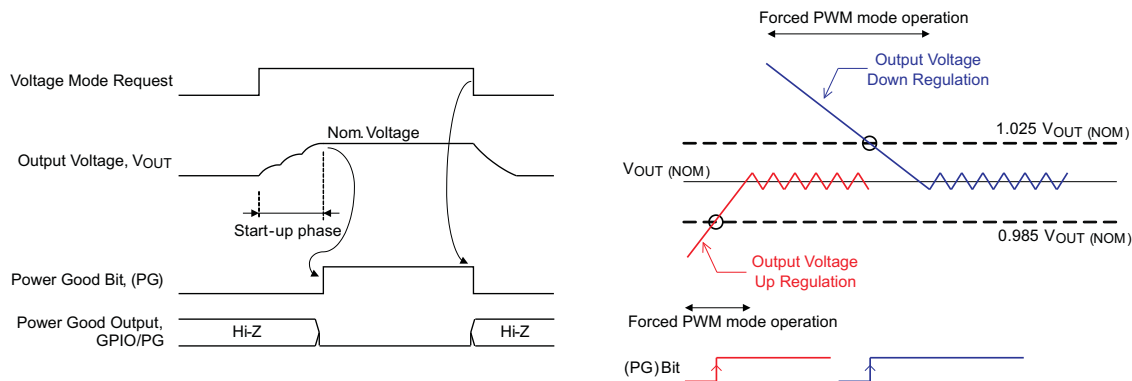 Voltage Mode Request
Nom. Voltage
Output Voltage, VOUT
Start-up phase
Power Good Bit, (PG)
Power Good Output,
GPIO/PG
Hi-Z
Hi-Z
Forced PWM mode operation
Output Voltage
Down Regulation
1.025 VOUT (NOM)
VOUT (NOM)
0.985 VOUT (NOM)
Output Voltage
Up Regulation
Forced PWM mode operation
(PG) Bit